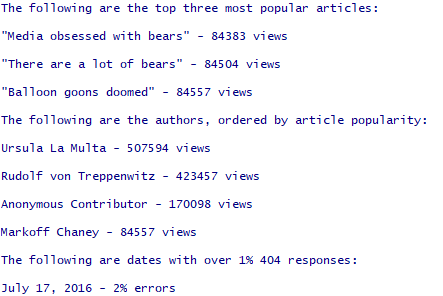 The following are the top three most popular articles:
"Media obsessed with bears" - 84383 views
"There are a lot of bears" - 84504 views
"Balloon goons doomed" - 84557 views
The following are the authors, ordered by article popularity:
Ursula La Multa - 507594 views
Rudolf von Treppenwitz - 423457 views
Anonymous Contributor - 170098 views
Markoff Chaney - 84557 views
The following are dates with over 1% 404 responses:
July 17, 2016 - 2% errors